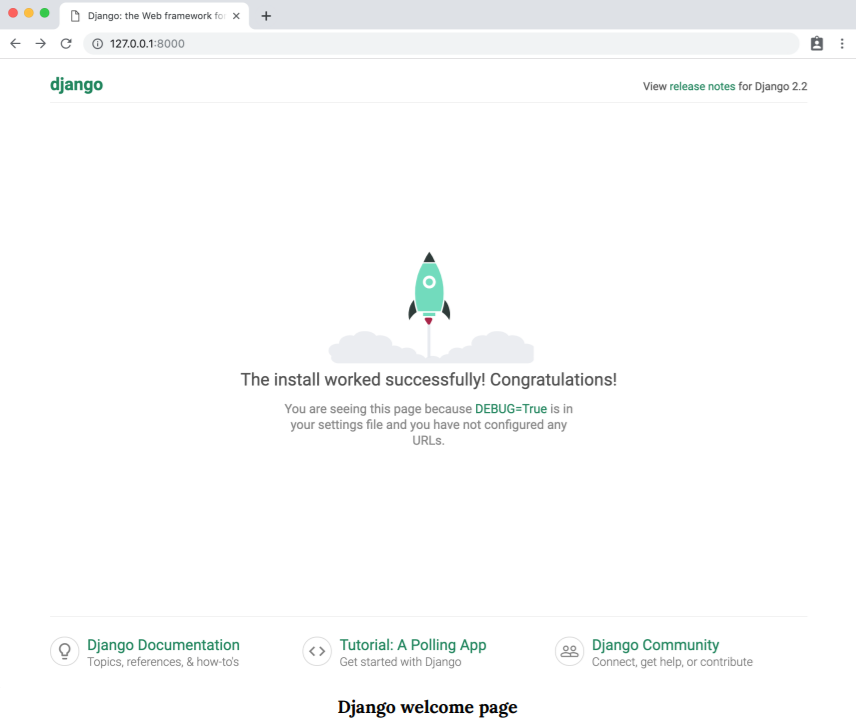 Django: the Web framework for
127.0.0.1:8000
django
View release notes for Django 2.2
The install worked successfully! Congratulations!
You are seeing this page because DEBUG=True is in
your settings file and you have not configured any
URLs.
Django Documentation
Topics, references, & how-to's
Tutorial: A Polling App
Get started with Django
Django Community
Connect, get help, or contribute
Django welcome page